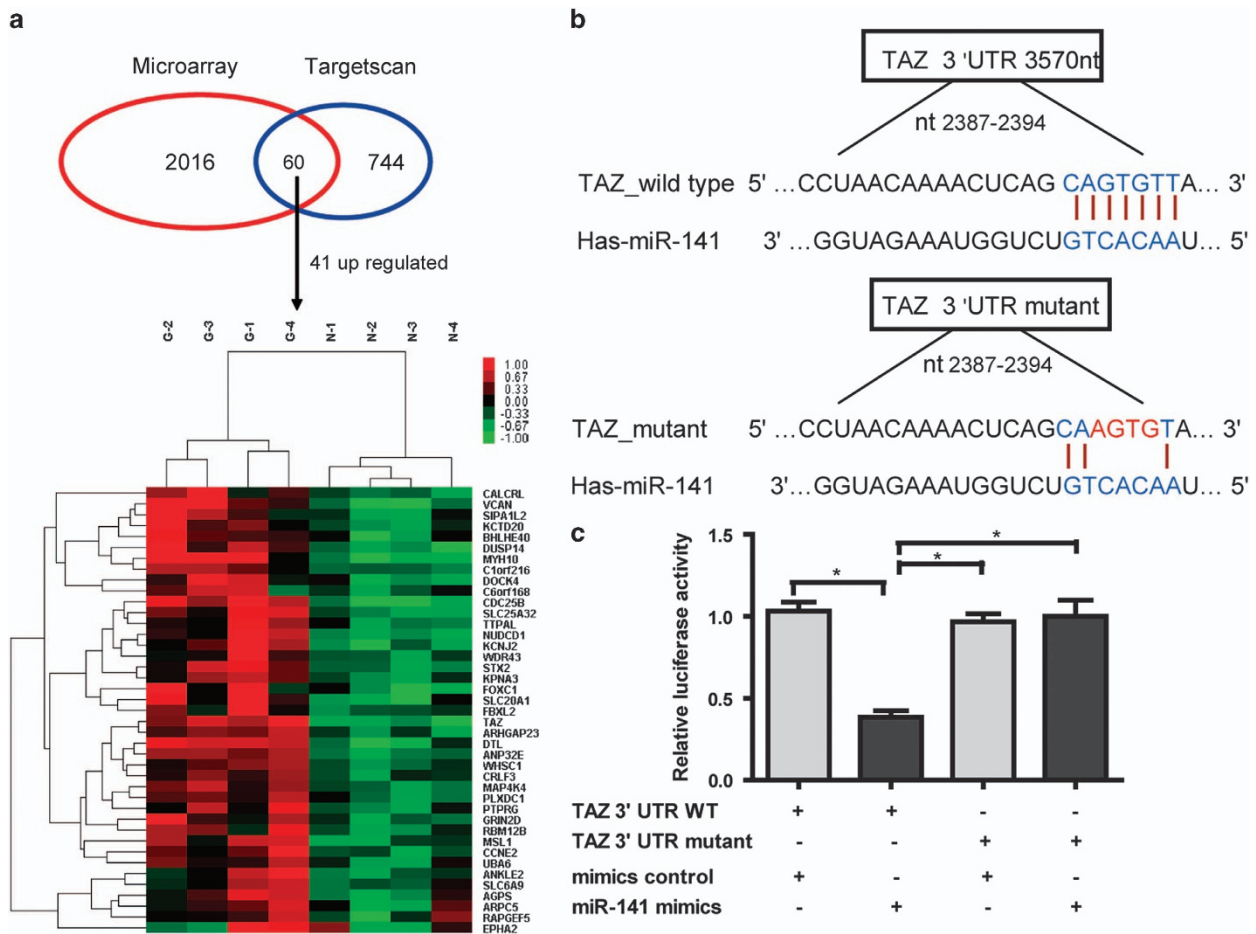 a
Microarray Targetscan
2016 60 744
41 up regulated
G-2 G-3 G-1 G-4 N-1 N-2 N-3 N-4
1.00
0.67
0.33
0.00
-0.33
-0.67
-1.00
CALCRL
VCAN
SIPA1L2
KCTD20
BHLHE40
DUSP14
MYH10
C1orf216
DOCK4
C6orf168
CDC25B
SLC25A32
TTPAL
NUDCD1
KCNJ2
WDR43
STX2
KPNA3
FOXC1
SLC20A1
FBXL2
TAZ
ARHGAP23
DTL
ANP32E
WHSC1
CRLF3
MAP4K4
PLXDC1
PTPRG
GRIN2D
RBM12B
MSL1
CCNE2
UBA6
ANKLE2
SLC6A9
AGPS
ARPC5
RAPGEF5
EPHA2
b
TAZ 3 'UTR 3570nt
nt 2387-2394
TAZ_wild type 5' ...CCUAACAAAACUCAG CAGTGTTA... 3'
Has-miR-141 3' ...GGUAGAAAUGGUCUGTCACAAU... 5'
TAZ 3 'UTR mutant
nt 2387-2394
TAZ_mutant 5' ...CCUAACAAAACUCAGCAAGTGTA... 3'
Has-miR-141 3'...GGUAGAAAUGGUCUGTCACAAU... 5'
c
Relative luciferase activity
1.5
1.0
0.5
0.0
* * *
TAZ 3' UTR WT + + - -
TAZ 3' UTR mutant - - + +
mimics control + - + -
miR-141 mimics - + - +